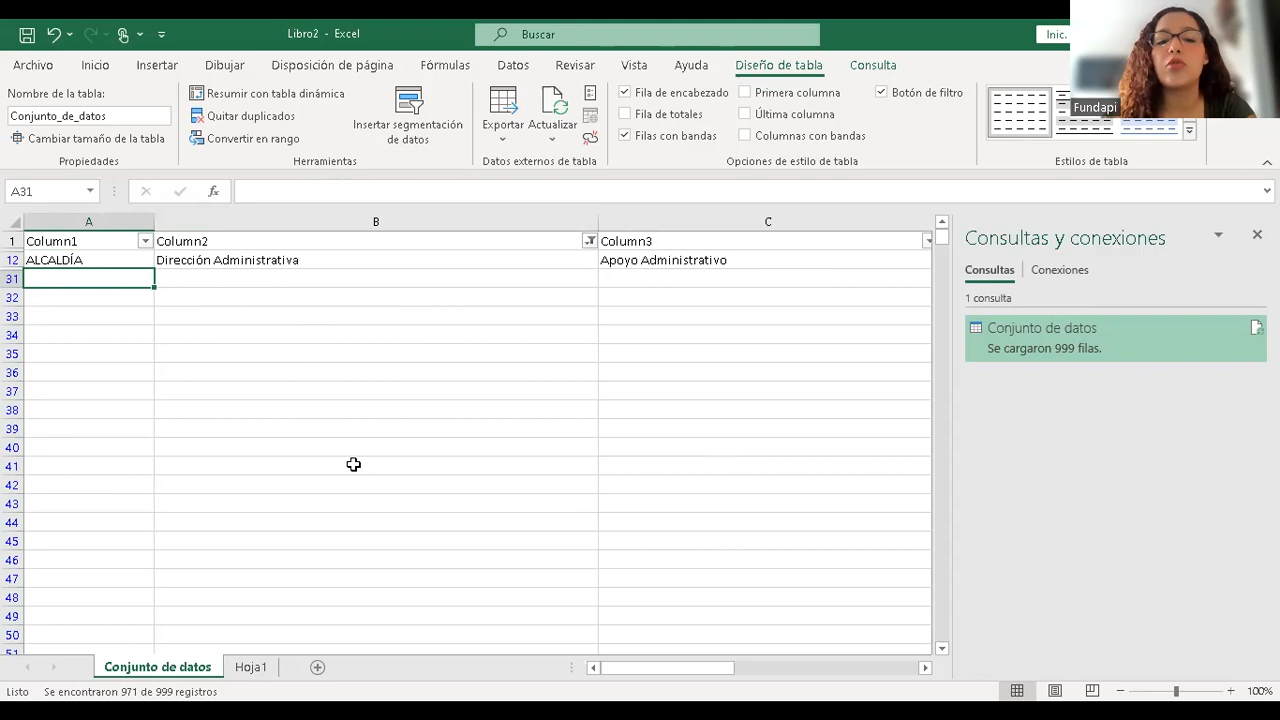 Libro2 - Excel
Buscar
Inic.
Archivo Inicio Insertar Dibujar Disposición de página Fórmulas Datos Revisar Vista Ayuda Diseño de tabla Consulta
Fundapi
Nombre de la tabla:
Conjunto_de_datos
Cambiar tamaño de la tabla
Propiedades
Resumir con tabla dinámica
Quitar duplicados
Convertir en rango
Insertar segmentación
de datos
Herramientas
Exportar
Actualizar
Datos externos de tabla
Fila de encabezado
Fila de totales
Filas con bandas
Primera columna
Última columna
Columnas con bandas
Botón de filtro
Opciones de estilo de tabla
Estilos de tabla
A31
fx
A B C
1 Column1 Column2 Column3
12 ALCALDÍA Dirección Administrativa Apoyo Administrativo
31
32
33
34
35
36
37
38
39
40
41
42
43
44
45
46
47
48
49
50
51
Consultas y conexiones
Consultas Conexiones
1 consulta
Conjunto de datos
Se cargaron 999 filas.
Conjunto de datos Hoja1
Listo Se encontraron 971 de 999 registros
100%